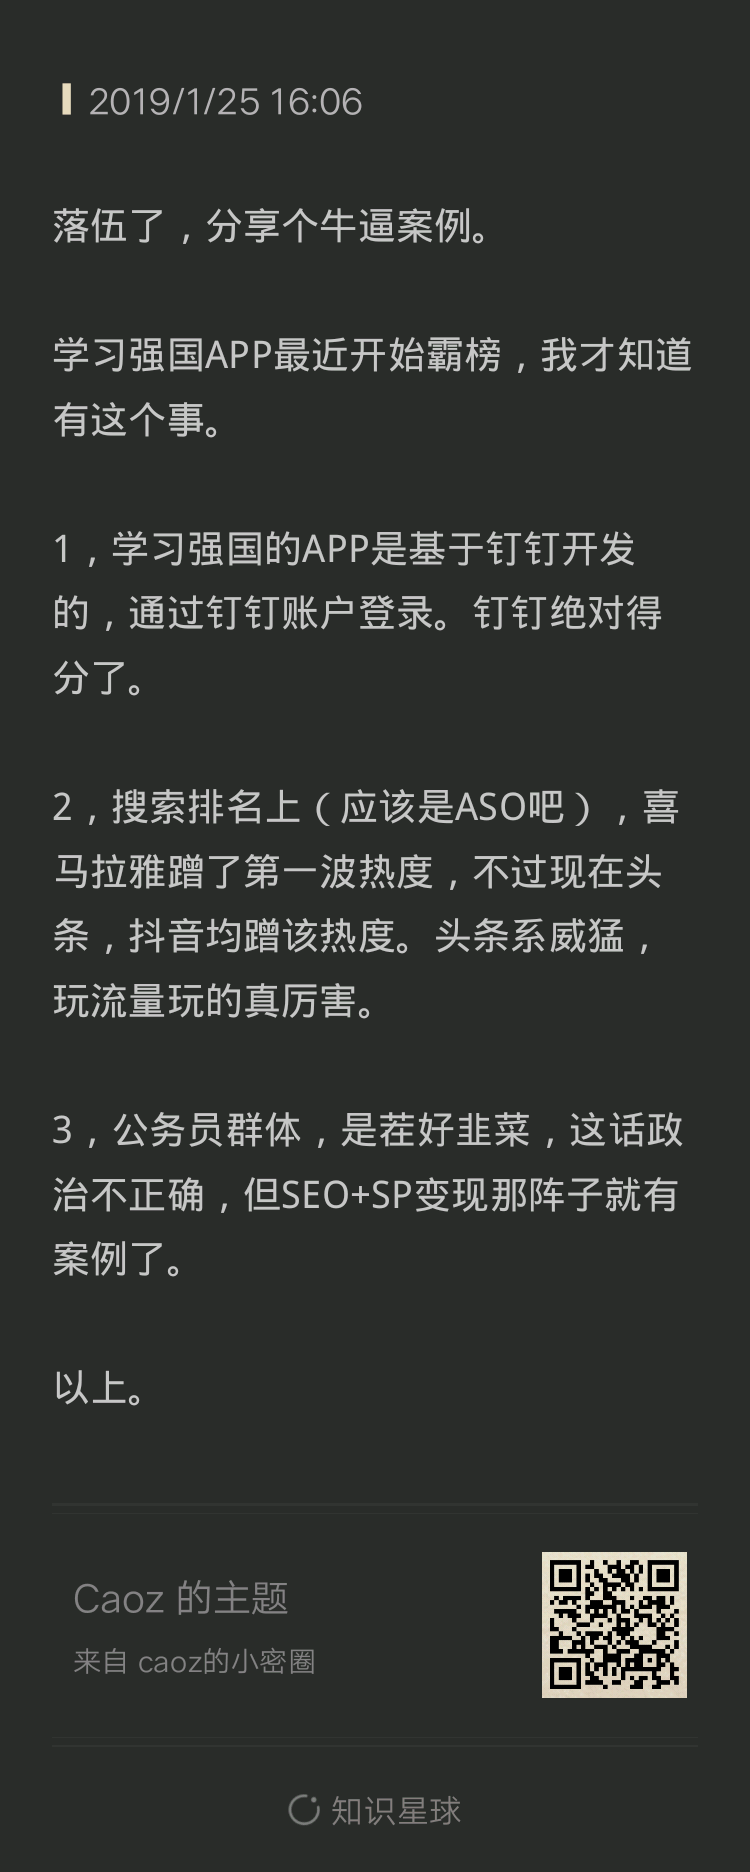 2019/1/25 16:06
落伍了，分享个牛逼案例。
学习强国APP最近开始霸榜，我才知道
有这个事。
1，学习强国的APP是基于钉钉开发
的，通过钉钉账户登录。钉钉绝对得
分了。
2，搜索排名上（应该是ASO吧），喜
马拉雅蹭了第一波热度，不过现在头
条，抖音均蹭该热度。头条系威猛，
玩流量玩的真厉害。
3，公务员群体，是茬好韭菜，这话政
治不正确，但SEO+SP变现那阵子就有
案例了。
以上。
Caoz 的主题
来自 caoz的小密圈
知识星球